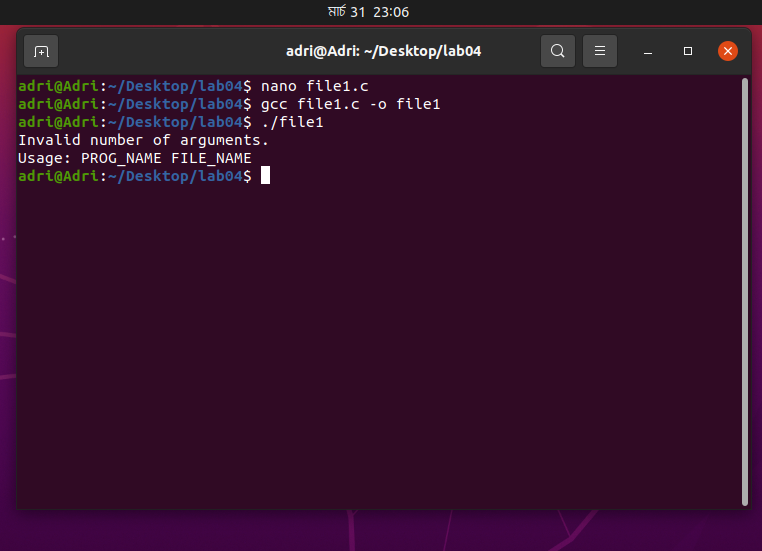 মার্চ 31 23:06
adri@Adri: ~/Desktop/lab04
adri@Adri:~/Desktop/lab04$ nano file1.c
adri@Adri:~/Desktop/lab04$ gcc file1.c -o file1
adri@Adri:~/Desktop/lab04$ ./file1
Invalid number of arguments.
Usage: PROG_NAME FILE_NAME
adri@Adri:~/Desktop/lab04$